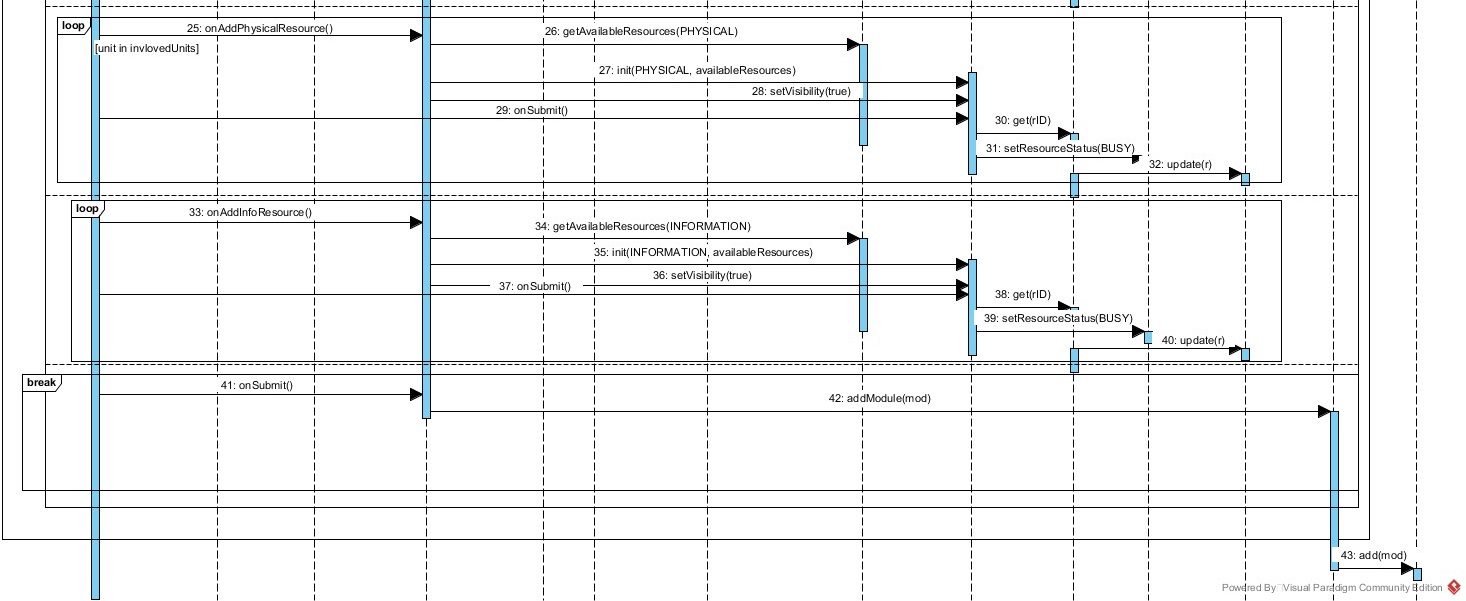 loop
25: onAddPhysicalResource()
[unit in invlovedUnits]
26: getAvailableResources(PHYSICAL)
27: init(PHYSICAL, availableResources)
28: setVisibility(true)
29: onSubmit()
30: get(rID)
31: setResourceStatus(BUSY)
32: update(r)
loop
33: onAddInfoResource()
34: getAvailableResources(INFORMATION)
35: init(INFORMATION, availableResources)
36: setVisibility(true)
37: onSubmit()
38: get(rID)
39: setResourceStatus(BUSY)
40: update(r)
break
41: onSubmit()
42: addModule(mod)
43: add(mod)
Powered By Visual Paradigm Community Edition